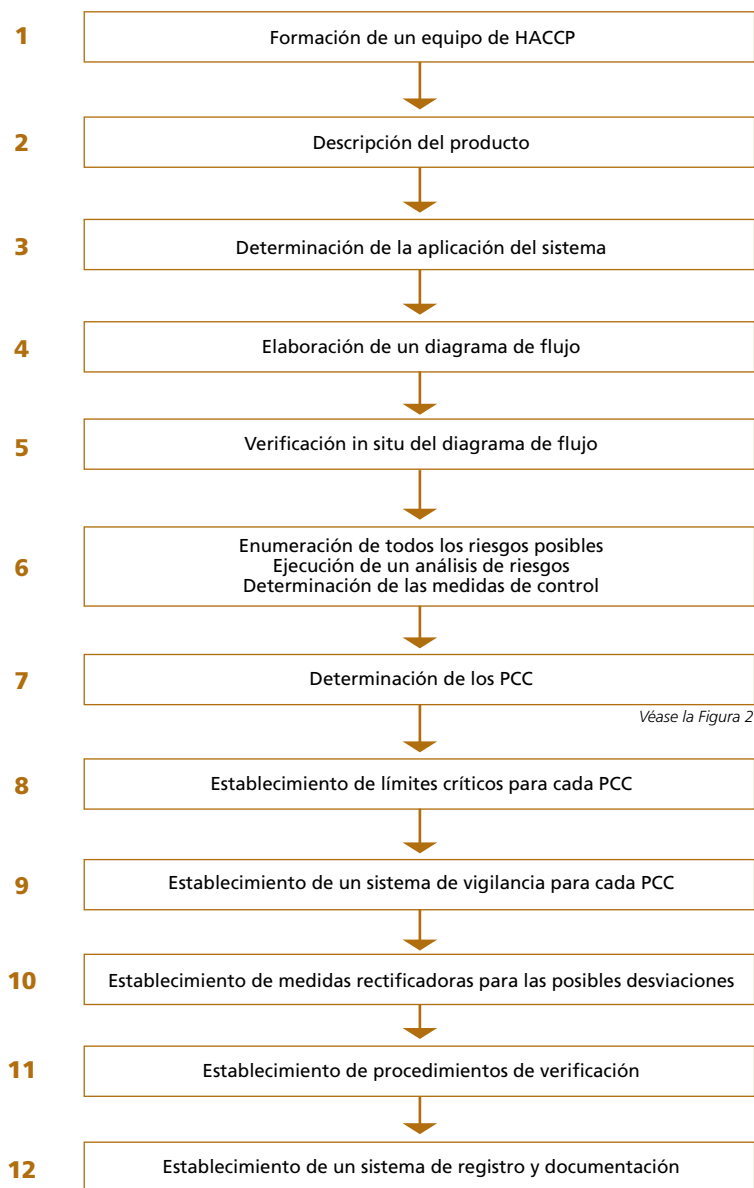 1
Formación de un equipo de HACCP
2
Descripción del producto
3
Determinación de la aplicación del sistema
4
Elaboración de un diagrama de flujo
5
Verificación in situ del diagrama de flujo
6
Enumeración de todos los riesgos posibles
Ejecución de un análisis de riesgos
Determinación de las medidas de control
7
Determinación de los PCC
Véase la Figura 2
8
Establecimiento de límites críticos para cada PCC
9
Establecimiento de un sistema de vigilancia para cada PCC
10
Establecimiento de medidas rectificadoras para las posibles desviaciones
11
Establecimiento de procedimientos de verificación
12
Establecimiento de un sistema de registro y documentación